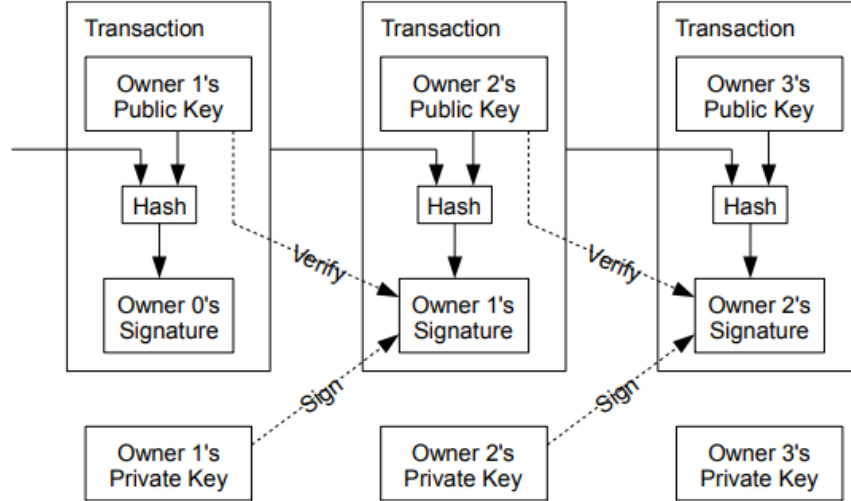 Transaction
Owner 1's
Public Key
Hash
Owner 0's
Signature
Transaction
Owner 2's
Public Key
Hash
Verify
Owner 1's
Signature
Sign
Transaction
Owner 3's
Public Key
Hash
Verify
Owner 2's
Signature
Sign
Owner 1's
Private Key
Owner 2's
Private Key
Owner 3's
Private Key